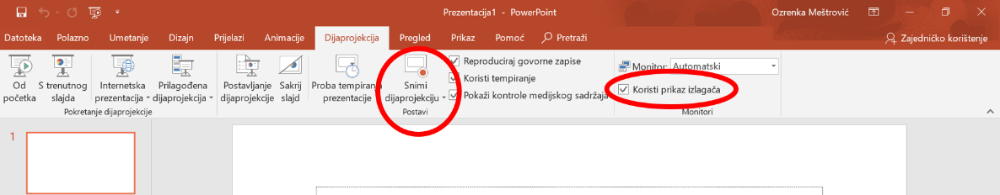 Prezentacija1 - PowerPoint
Ozrenka Meštrović
Datoteka Polazno Umetanje Dizajn Prijelazi Animacije Dijaprojekcija Pregled Prikaz Pomoć Pretraži Zajedničko korištenje
Od početka
S trenutnog slajda
Internetska prezentacija
Prilagođena dijaprojekcija
Pokretanje dijaprojekcije
Postavljanje dijaprojekcije
Sakrij slajd
Proba tempiranja prezentacije
Snimi dijaprojekciju
Reproduciraj govorne zapise
Koristi tempiranje
Pokaži kontrole medijskog sadržaja
Postavi
Monitor: Automatski
Koristi prikaz izlagača
Monitori
1